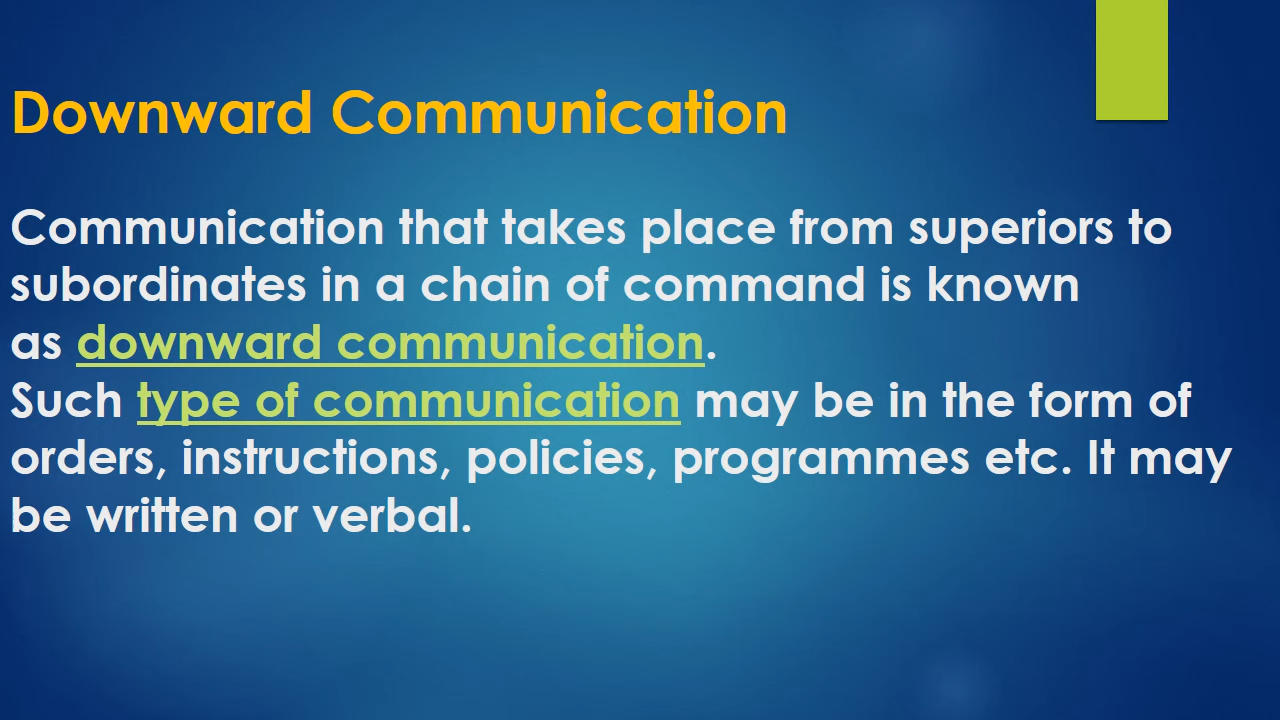 Downward Communication
Communication that takes place from superiors to
subordinates in a chain of command is known
as downward communication.
Such type of communication may be in the form of
orders, instructions, policies, programmes etc. It may
be written or verbal.